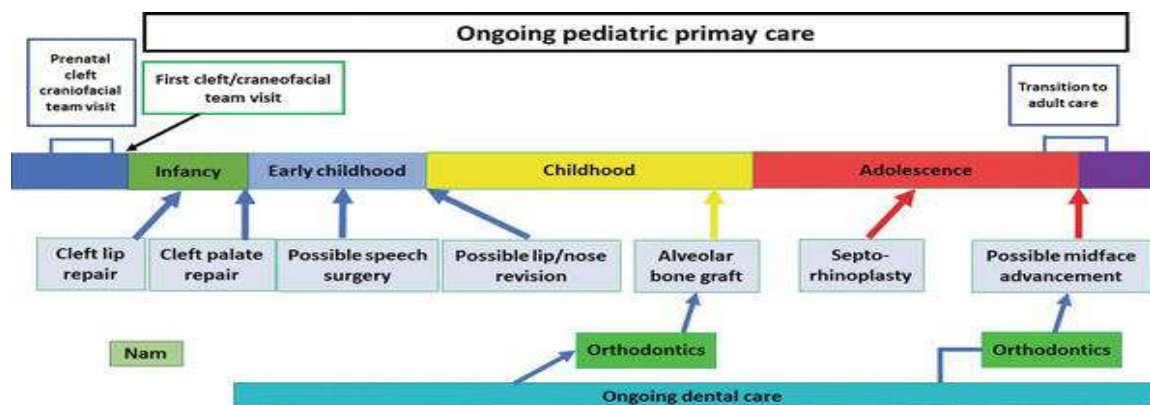 Ongoing pediatric primay care
Prenatal
cleft
craniofacial
team visit
First cleft/craneofacial
team visit
Transition to
adult care
Infancy
Early childhood
Childhood
Adolescence
Cleft lip
repair
Cleft palate
repair
Possible speech
surgery
Possible lip/nose
revision
Alveolar
bone graft
Septo-
rhinoplasty
Possible midface
advancement
Nam
Orthodontics
Orthodontics
Ongoing dental care